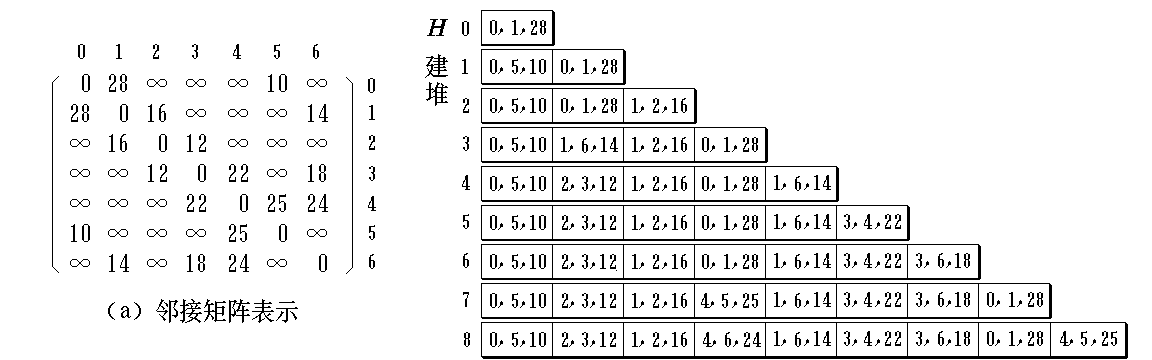 0 1 2 3 4 5 6
0 28 ∞ ∞ ∞ 10 ∞ 0
28 0 16 ∞ ∞ ∞ 14 1
∞ 16 0 12 ∞ ∞ ∞ 2
∞ ∞ 12 0 22 ∞ 18 3
∞ ∞ ∞ 22 0 25 24 4
10 ∞ ∞ ∞ 25 0 ∞ 5
∞ 14 ∞ 18 24 ∞ 0 6
(a) 邻接矩阵表示
H 0 0, 1, 28
建堆
1 0, 5, 10 0, 1, 28
2 0, 5, 10 0, 1, 28 1, 2, 16
3 0, 5, 10 1, 6, 14 1, 2, 16 0, 1, 28
4 0, 5, 10 2, 3, 12 1, 2, 16 0, 1, 28 1, 6, 14
5 0, 5, 10 2, 3, 12 1, 2, 16 0, 1, 28 1, 6, 14 3, 4, 22
6 0, 5, 10 2, 3, 12 1, 2, 16 0, 1, 28 1, 6, 14 3, 4, 22 3, 6, 18
7 0, 5, 10 2, 3, 12 1, 2, 16 4, 5, 25 1, 6, 14 3, 4, 22 3, 6, 18 0, 1, 28
8 0, 5, 10 2, 3, 12 1, 2, 16 4, 6, 24 1, 6, 14 3, 4, 22 3, 6, 18 0, 1, 28 4, 5, 25